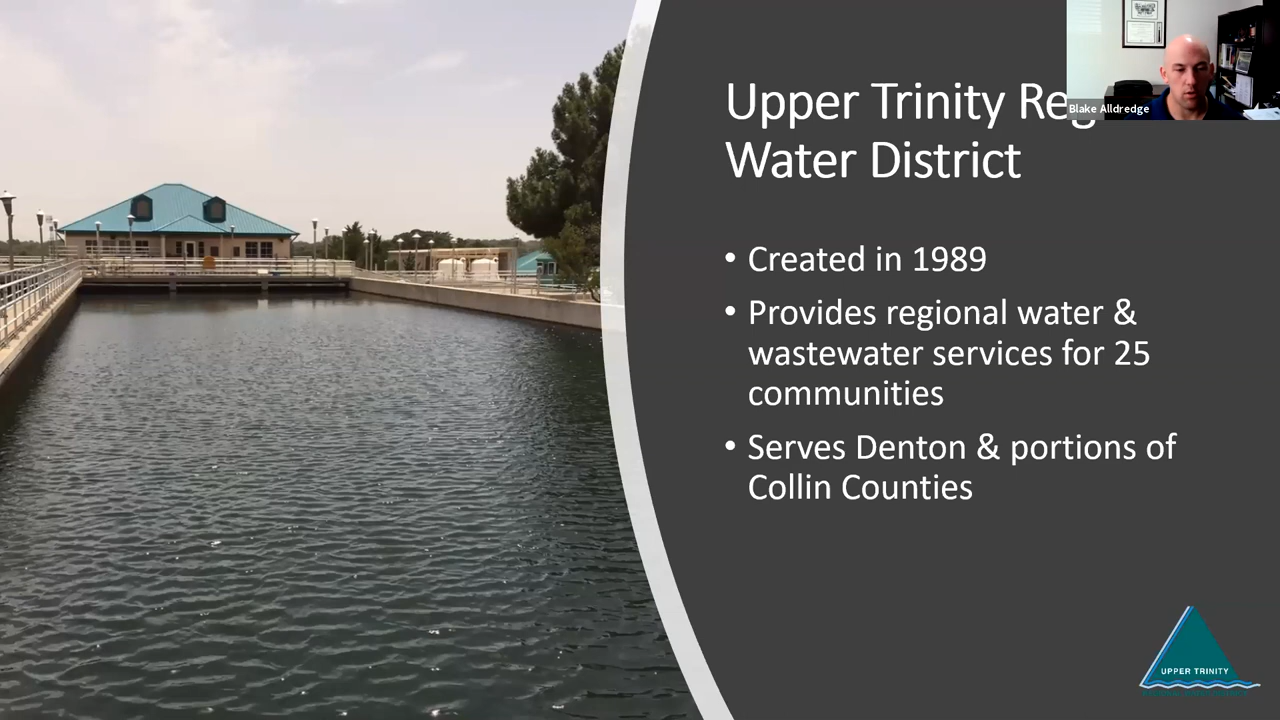 Upper Trinity Reg
Water District
Blake Alldredge
• Created in 1989
• Provides regional water &
wastewater services for 25
communities
• Serves Denton & portions of
Collin Counties
UPPER TRINITY